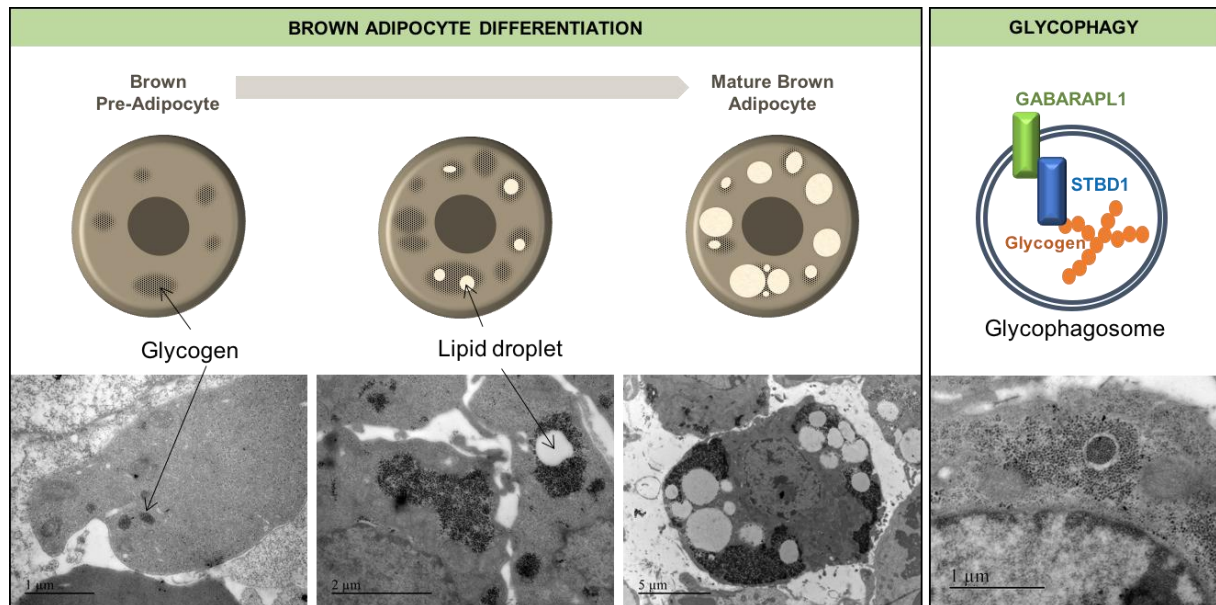 BROWN ADIPOCYTE DIFFERENTIATION
Brown
Pre-Adipocyte
Mature Brown
Adipocyte
Glycogen
Lipid droplet
1 µm
2 µm
5 µm
GLYCOPHAGY
GABARAPL1
STBD1
Glycogen
Glycophagosome
1 µm